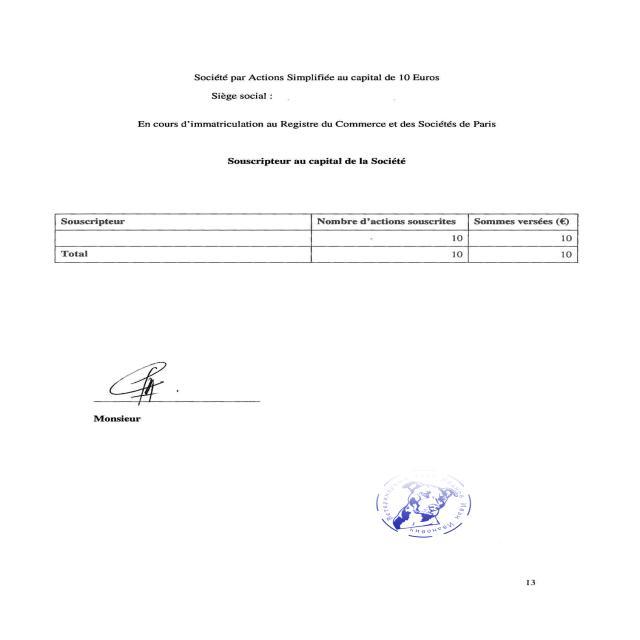 Société par Actions Simplifiée au capital de 10 Euros
Siège social :
En cours d'immatriculation au Registre du Commerce et des Sociétés de Paris
Souscripteur au capital de la Société
Souscripteur Nombre d'actions souscrites Sommes versées (€)
10 10
Total 10 10
Monsieur
Иван
Иванович
13